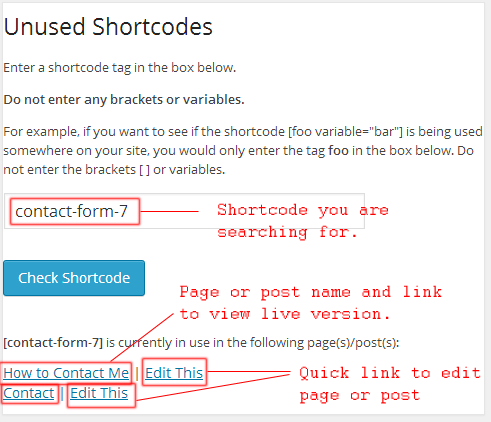 Unused Shortcodes
Enter a shortcode tag in the box below.
Do not enter any brackets or variables.
For example, if you want to see if the shortcode [foo variable="bar"] is being used
somewhere on your site, you would only enter the tag foo in the box below. Do
not enter the brackets [ ] or variables.
contact-form-7
Shortcode you are
searching for.
Check Shortcode
Page or post name and link
to view live version.
[contact-form-7] is currently in use in the following page(s)/post(s):
How to Contact Me | Edit This
Contact | Edit This
Quick link to edit
page or post